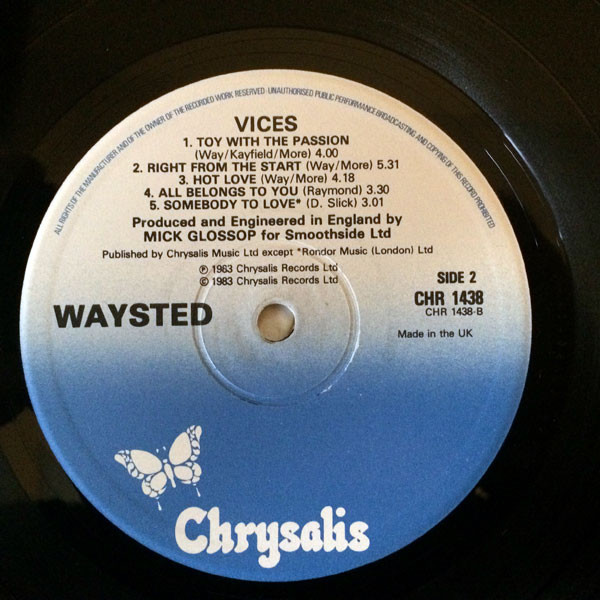 ALL RIGHTS OF THE MANUFACTURER AND OF THE OWNER OF THE RECORDED WORK RESERVED · UNAUTHORISED PUBLIC PERFORMANCE BROADCASTING AND COPYING OF THIS RECORD PROHIBITED
VICES
1. TOY WITH THE PASSION
(Way/Kayfield/More) 4.00
2. RIGHT FROM THE START (Way/More) 5.31
3. HOT LOVE (Way/More) 4.18
4. ALL BELONGS TO YOU (Raymond) 3.30
5. SOMEBODY TO LOVE* (D. Slick) 3.01
Produced and Engineered in England by
MICK GLOSSOP for Smoothside Ltd
Published by Chrysalis Music Ltd except *Rondor Music (London) Ltd
℗ 1963 Chrysalis Records Ltd
© 1983 Chrysalis Records Ltd
SIDE 2
CHR 1438
CHR 1438·B
WAYSTED
Made in the UK
Chrysalis